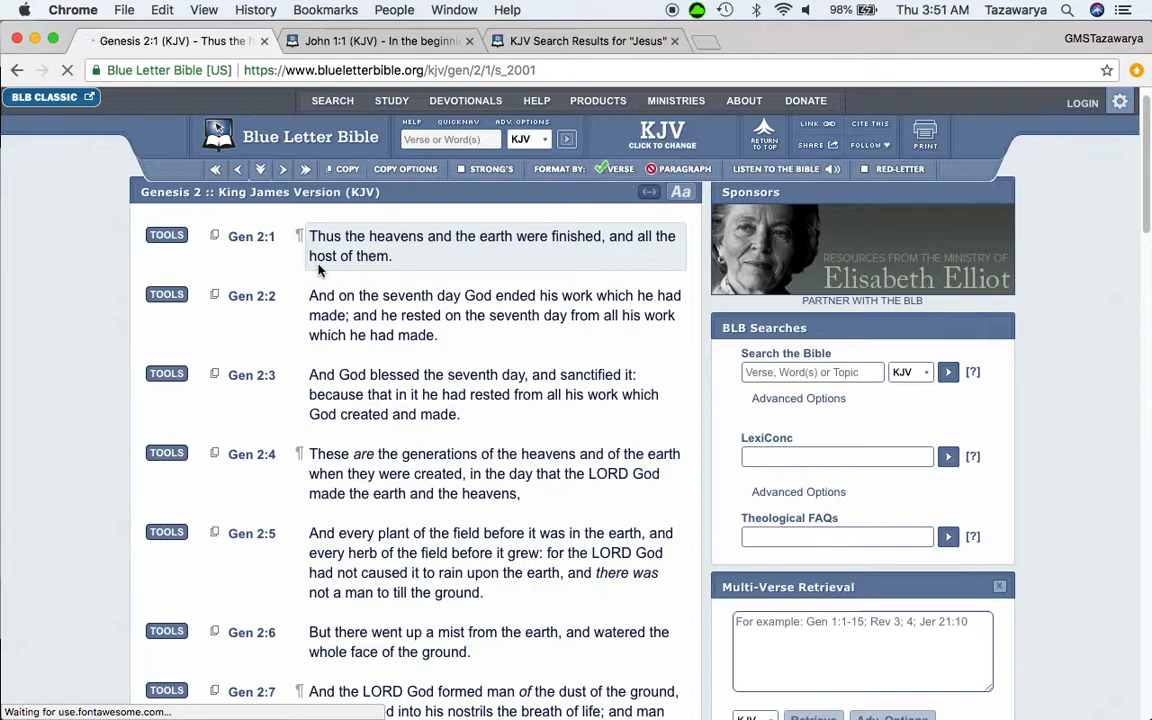 Chrome File Edit View History Bookmarks People Window Help 98% Thu 3:51 AM Tazawarya
Genesis 2:1 (KJV) - Thus the h John 1:1 (KJV) - In the beginni KJV Search Results for "Jesus" GMSTazawarya
Blue Letter Bible [US] https://www.blueletterbible.org/kjv/gen/2/1/s_2001
BLB CLASSIC SEARCH STUDY DEVOTIONALS HELP PRODUCTS MINISTRIES ABOUT DONATE LOGIN
HELP QUICKNAV ADV. OPTIONS
Blue Letter Bible Verse or Word(s) KJV
KJV
CLICK TO CHANGE
RETURN TO TOP
LINK CITE THIS
SHARE FOLLOW
PRINT
COPY COPY OPTIONS STRONG'S FORMAT BY: VERSE PARAGRAPH LISTEN TO THE BIBLE RED-LETTER
Genesis 2 :: King James Version (KJV) Aa
TOOLS Gen 2:1 ¶ Thus the heavens and the earth were finished, and all the
host of them.
TOOLS Gen 2:2 And on the seventh day God ended his work which he had
made; and he rested on the seventh day from all his work
which he had made.
TOOLS Gen 2:3 And God blessed the seventh day, and sanctified it:
because that in it he had rested from all his work which
God created and made.
TOOLS Gen 2:4 ¶ These are the generations of the heavens and of the earth
when they were created, in the day that the LORD God
made the earth and the heavens,
TOOLS Gen 2:5 And every plant of the field before it was in the earth, and
every herb of the field before it grew: for the LORD God
had not caused it to rain upon the earth, and there was
not a man to till the ground.
TOOLS Gen 2:6 But there went up a mist from the earth, and watered the
whole face of the ground.
TOOLS Gen 2:7 ¶ And the LORD God formed man of the dust of the ground,
d into his nostrils the breath of life; and man
Waiting for use.fontawesome.com...
Sponsors
RESOURCES FROM THE MINISTRY OF
Elisabeth Elliot
PARTNER WITH THE BLB
BLB Searches
Search the Bible
Verse, Word(s) or Topic KJV [?]
Advanced Options
LexiConc
[?]
Advanced Options
Theological FAQs
[?]
Multi-Verse Retrieval X
For example: Gen 1:1-15; Rev 3; 4; Jer 21:10
KJV Retrieve Adv. Options